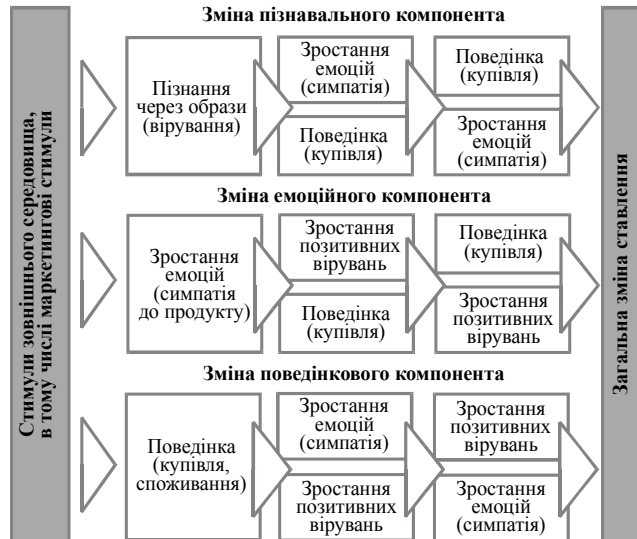 Стимули зовнішнього середовища,
в тому числі маркетингові стимули
Зміна пізнавального компонента
Пізнання
через образи
(вірування)
Зростання
емоцій
(симпатія)
Поведінка
(купівля)
Поведінка
(купівля)
Зростання
емоцій
(симпатія)
Зміна емоційного компонента
Зростання
емоцій
(симпатія
до продукту)
Зростання
позитивних
вірувань
Поведінка
(купівля)
Поведінка
(купівля)
Зростання
позитивних
вірувань
Зміна поведінкового компонента
Поведінка
(купівля,
споживання)
Зростання
емоцій
(симпатія)
Зростання
позитивних
вірувань
Зростання
позитивних
вірувань
Зростання
емоцій
(симпатія)
Загальна зміна ставлення